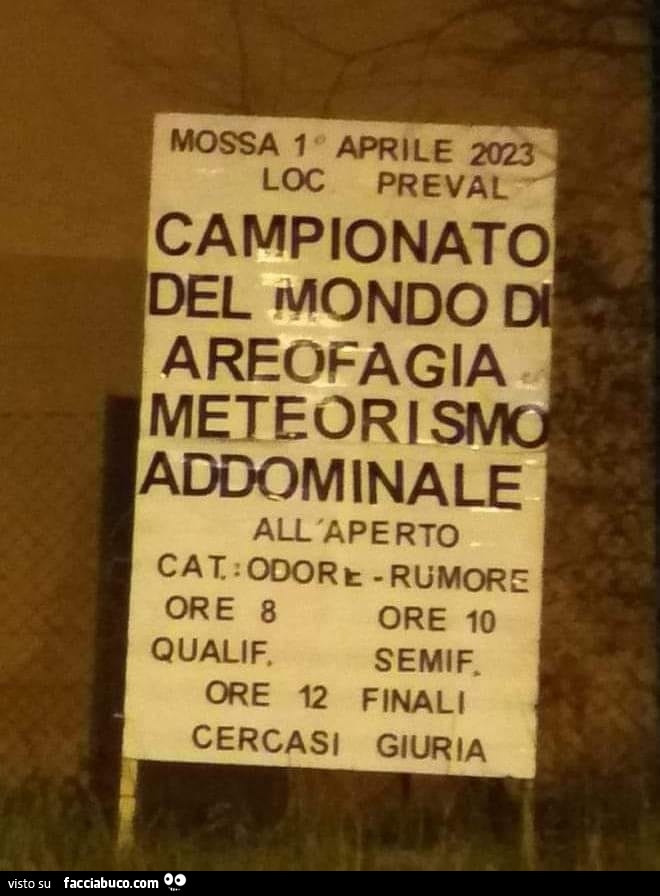 MOSSA 1° APRILE 2023
LOC PREVAL
CAMPIONATO
DEL MONDO DI
AREOFAGIA
METEORISMO
ADDOMINALE
ALL'APERTO
CAT.: ODORE - RUMORE
ORE 8 ORE 10
QUALIF. SEMIF.
ORE 12 FINALI
CERCASI GIURIA
visto su facciabuco.com